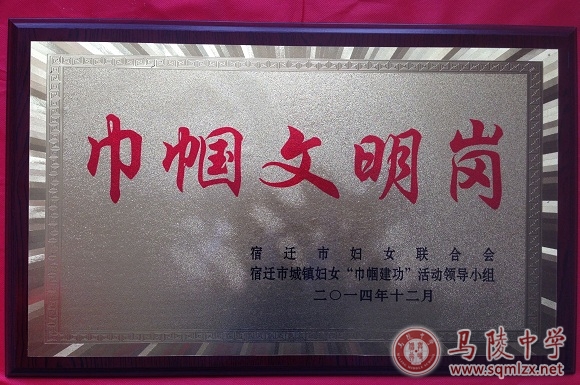 巾帼文明岗
宿迁市妇女联合会
宿迁市城镇妇女“巾帼建功”活动领导小组
二〇一四年十二月
马陵中学
www.sqmlzx.net